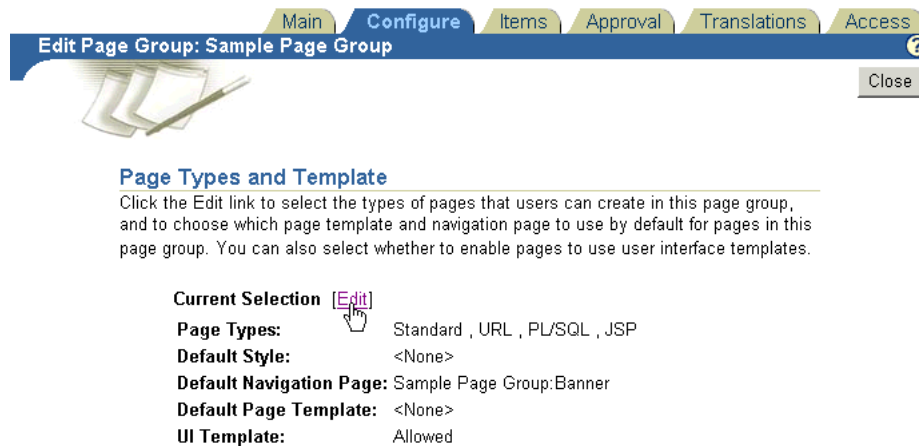 Main Configure Items Approval Translations Access
Edit Page Group: Sample Page Group
?
Close
Page Types and Template
Click the Edit link to select the types of pages that users can create in this page group,
and to choose which page template and navigation page to use by default for pages in this
page group. You can also select whether to enable pages to use user interface templates.
Current Selection [Edit]
Page Types: Standard , URL , PL/SQL , JSP
Default Style: <None>
Default Navigation Page: Sample Page Group:Banner
Default Page Template: <None>
UI Template: Allowed